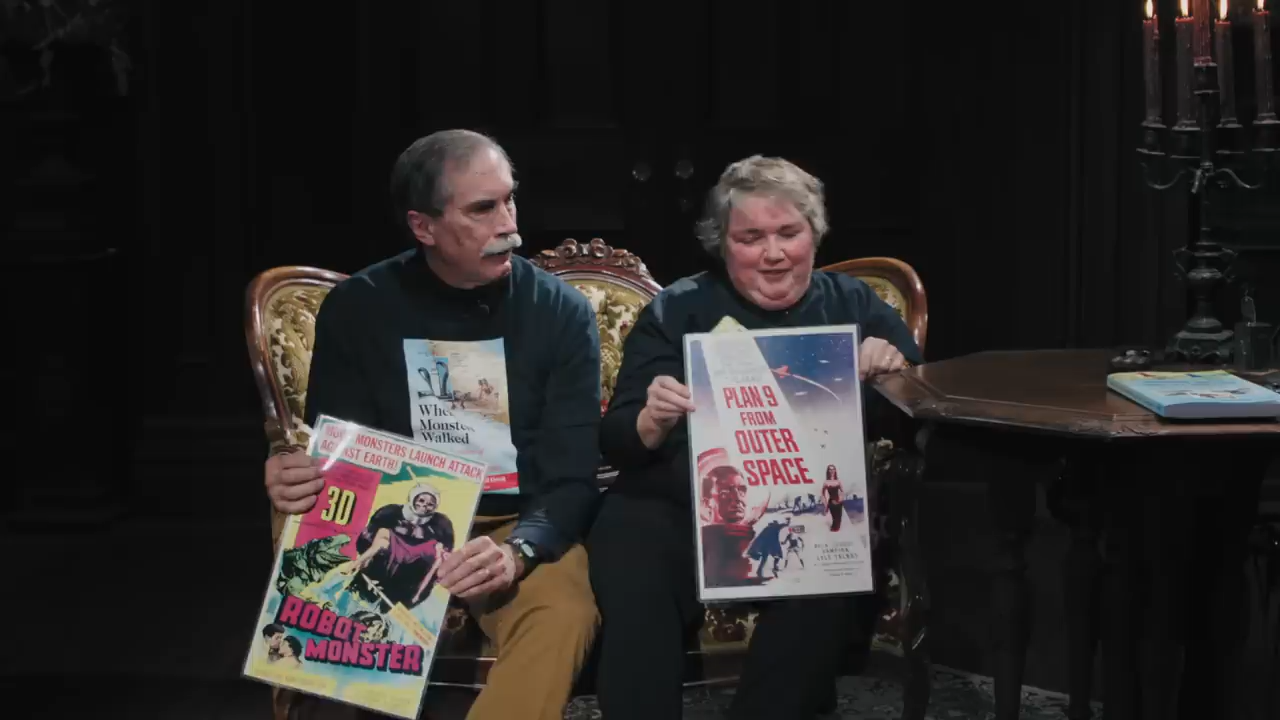 When
Monsters
Walked
MONSTERS LAUNCH ATTACK
AGAINST EARTH!
3D
ROBOT
MONSTER
PLAN 9
FROM
OUTER
SPACE